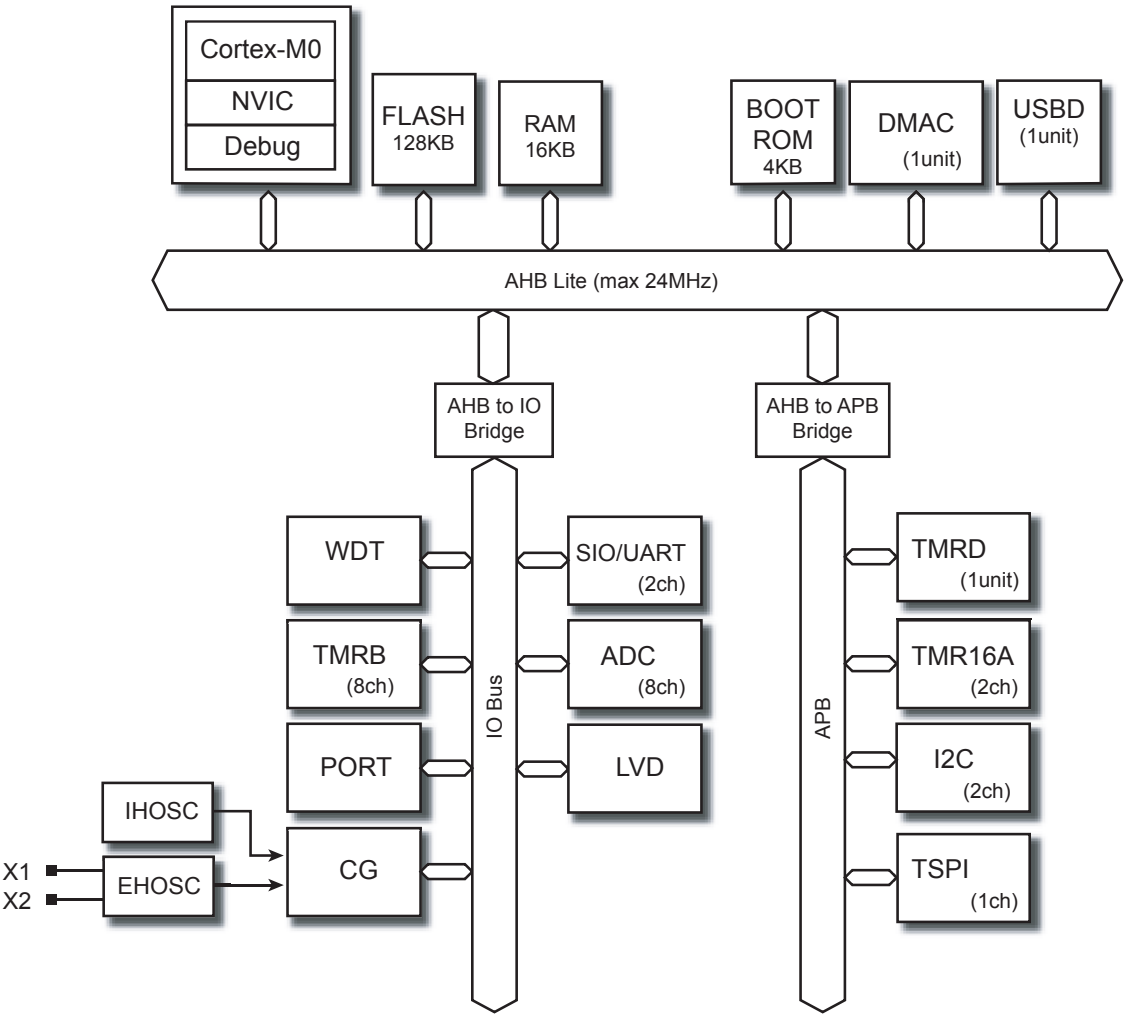 Cortex-M0
NVIC
Debug
FLASH
128KB
RAM
16KB
BOOT
ROM
4KB
DMAC
(1unit)
USBD
(1unit)
AHB Lite (max 24MHz)
AHB to IO
Bridge
AHB to APB
Bridge
WDT
SIO/UART
(2ch)
TMRB
(8ch)
ADC
(8ch)
IO Bus
PORT
LVD
IHOSC
CG
X1
X2
EHOSC
TMRD
(1unit)
TMR16A
(2ch)
APB
I2C
(2ch)
TSPI
(1ch)